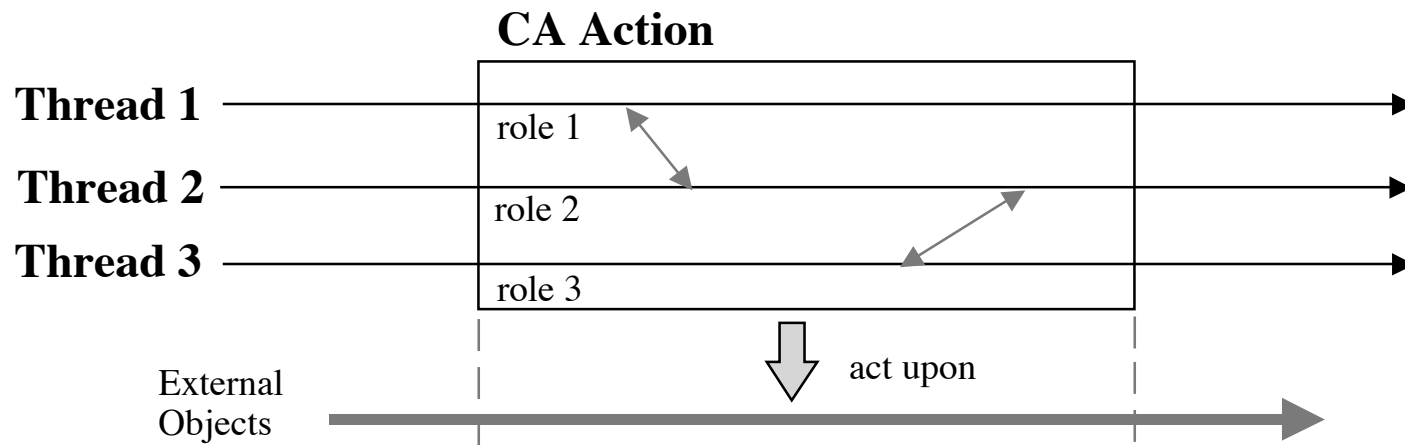 CA Action
Thread 1
role 1
Thread 2
role 2
Thread 3
role 3
act upon
External
Objects